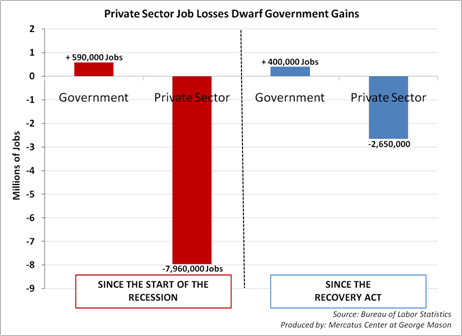 Private Sector Job Losses Dwarf Government Gains
Millions of Jobs
2
1
0
-1
-2
-3
-4
-5
-6
-7
-8
-9
+ 590,000 Jobs
Government
Private Sector
-7,960,000 Jobs
+ 400,000 Jobs
Government
Private Sector
-2,650,000
SINCE THE START OF THE
RECESSION
SINCE THE
RECOVERY ACT
Source: Bureau of Labor Statistics
Produced by: Mercatus Center at George Mason